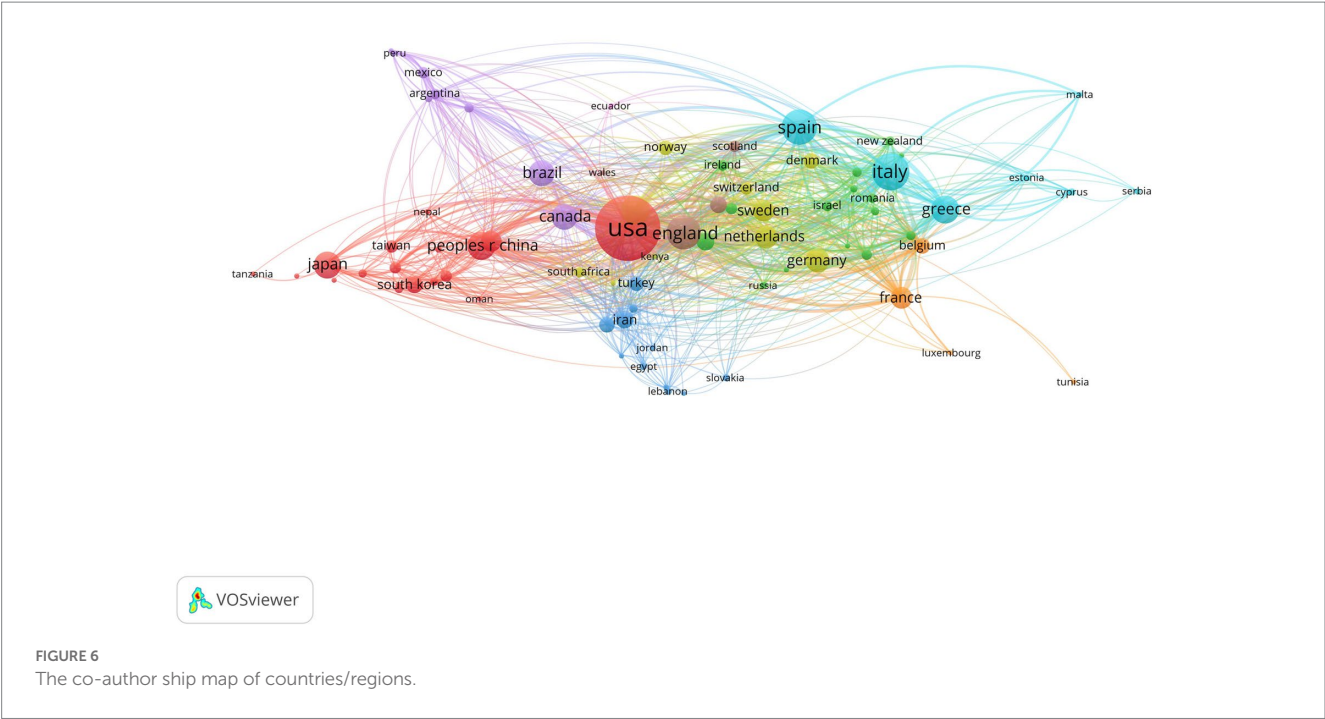 peru
mexico
argentina
ecuador
malta
spain
norway
scotland
new zealand
ireland
denmark
brazil
wales
italy
estonia
switzerland
cyprus
serbia
romania
israel
nepal
canada
sweden
greece
usa
england
netherlands
taiwan
peoples r china
belgium
kenya
japan
germany
tanzania
south africa
south korea
turkey
russia
oman
france
iran
jordan
luxembourg
egypt
slovakia
tunisia
lebanon
VOSviewer
FIGURE 6
The co-author ship map of countries/regions.